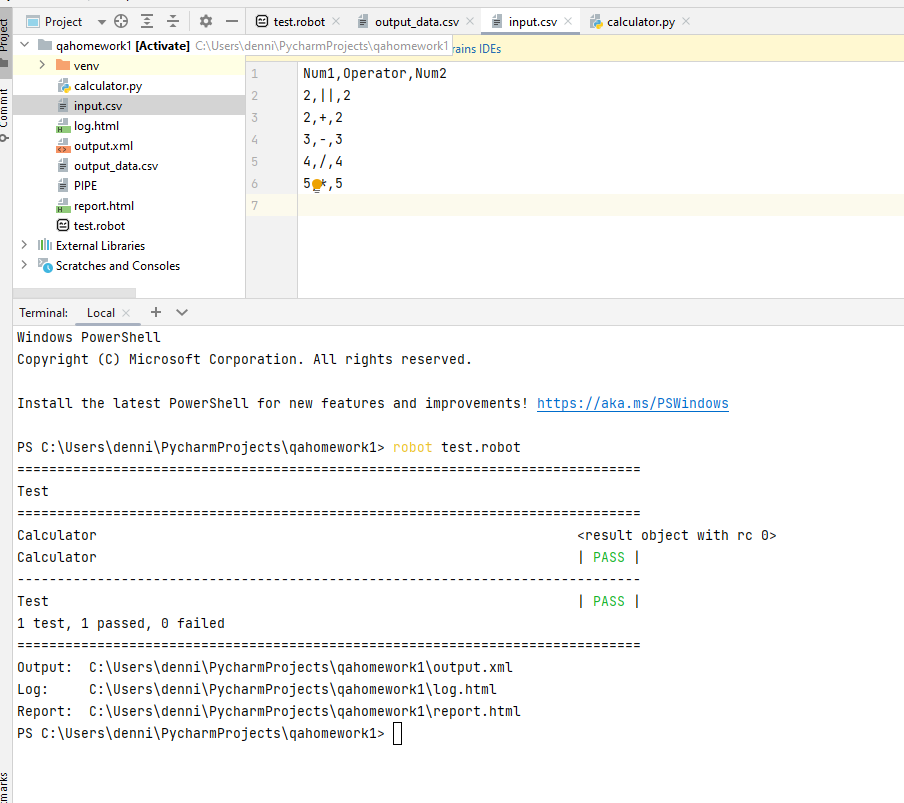 Project
test.robot
output_data.csv
input.csv
calculator.py
Project
qahomework1 [Activate] C:\Users\denni\PycharmProjects\qahomework1
rains IDEs
venv
calculator.py
input.csv
log.html
output.xml
output_data.csv
PIPE
report.html
test.robot
External Libraries
Scratches and Consoles
Commit
1 Num1,Operator,Num2
2 2,||,2
3 2,+,2
4 3,-,3
5 4,/,4
6 5 *,5
7
Terminal: Local
Windows PowerShell
Copyright (C) Microsoft Corporation. All rights reserved.
Install the latest PowerShell for new features and improvements! https://aka.ms/PSWindows
PS C:\Users\denni\PycharmProjects\qahomework1> robot test.robot
==============================================================================
Test
==============================================================================
Calculator <result object with rc 0>
Calculator | PASS |
------------------------------------------------------------------------------
Test | PASS |
1 test, 1 passed, 0 failed
==============================================================================
Output: C:\Users\denni\PycharmProjects\qahomework1\output.xml
Log: C:\Users\denni\PycharmProjects\qahomework1\log.html
Report: C:\Users\denni\PycharmProjects\qahomework1\report.html
PS C:\Users\denni\PycharmProjects\qahomework1>
marks